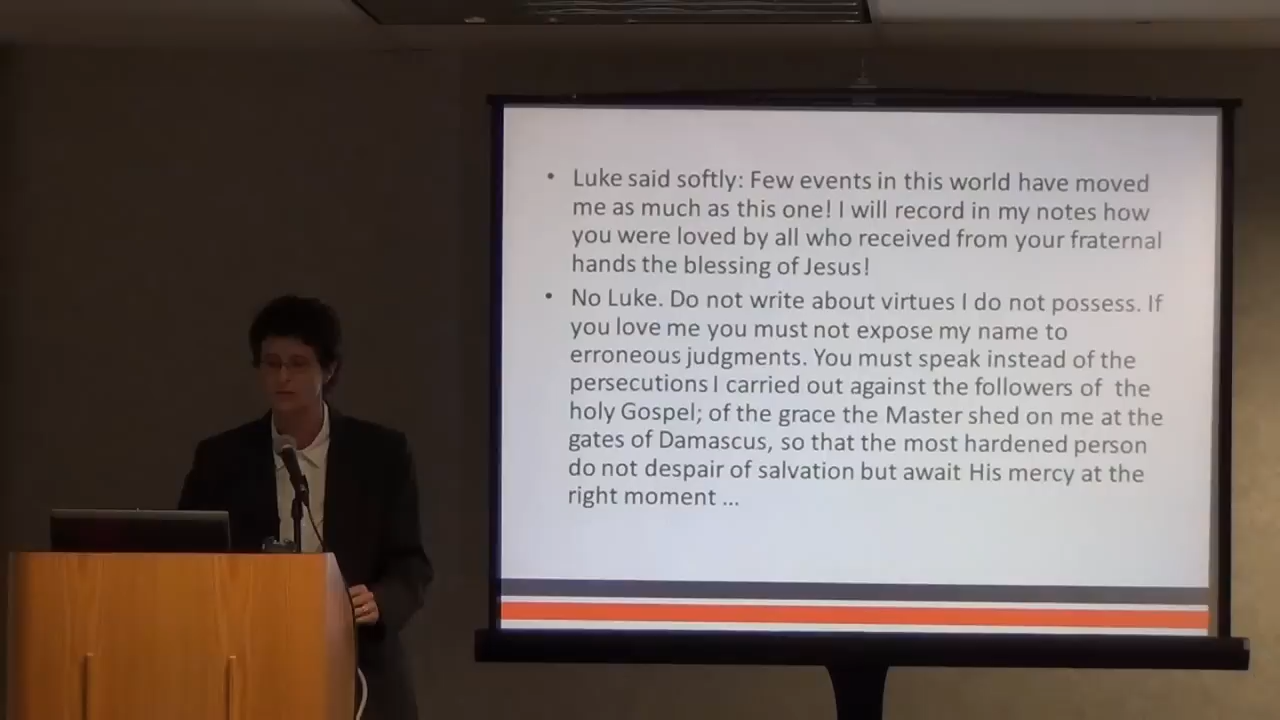 • Luke said softly: Few events in this world have moved
me as much as this one! I will record in my notes how
you were loved by all who received from your fraternal
hands the blessing of Jesus!
• No Luke. Do not write about virtues I do not possess. If
you love me you must not expose my name to
erroneous judgments. You must speak instead of the
persecutions I carried out against the followers of the
holy Gospel; of the grace the Master shed on me at the
gates of Damascus, so that the most hardened person
do not despair of salvation but await His mercy at the
right moment ...